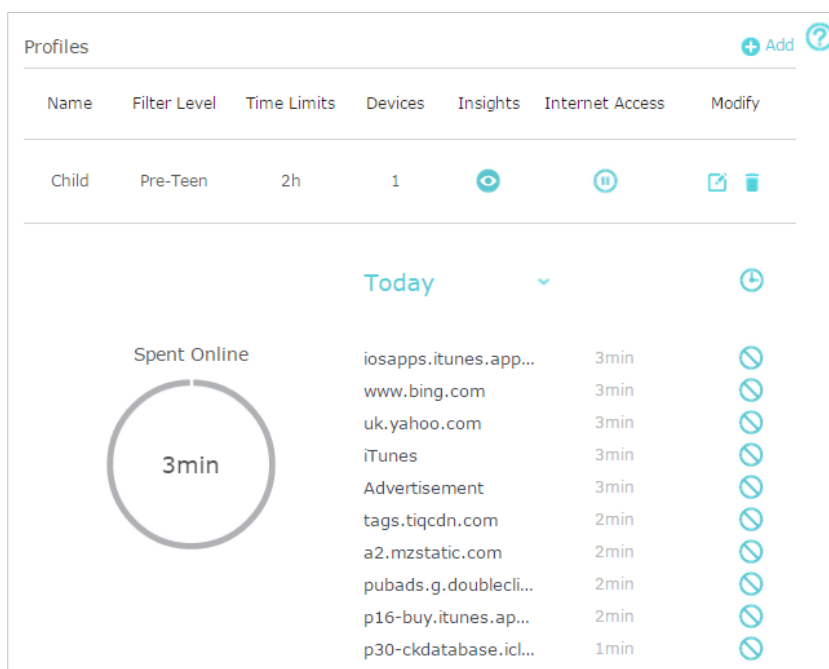 Profiles Add
Name Filter Level Time Limits Devices Insights Internet Access Modify
Child Pre-Teen 2h 1
Today
Spent Online
3min
iosapps.itunes.app... 3min
www.bing.com 3min
uk.yahoo.com 3min
iTunes 3min
Advertisement 3min
tags.tiqcdn.com 2min
a2.mzstatic.com 2min
pubads.g.doublecli... 2min
p16-buy.itunes.ap... 2min
p30-ckdatabase.icl... 1min